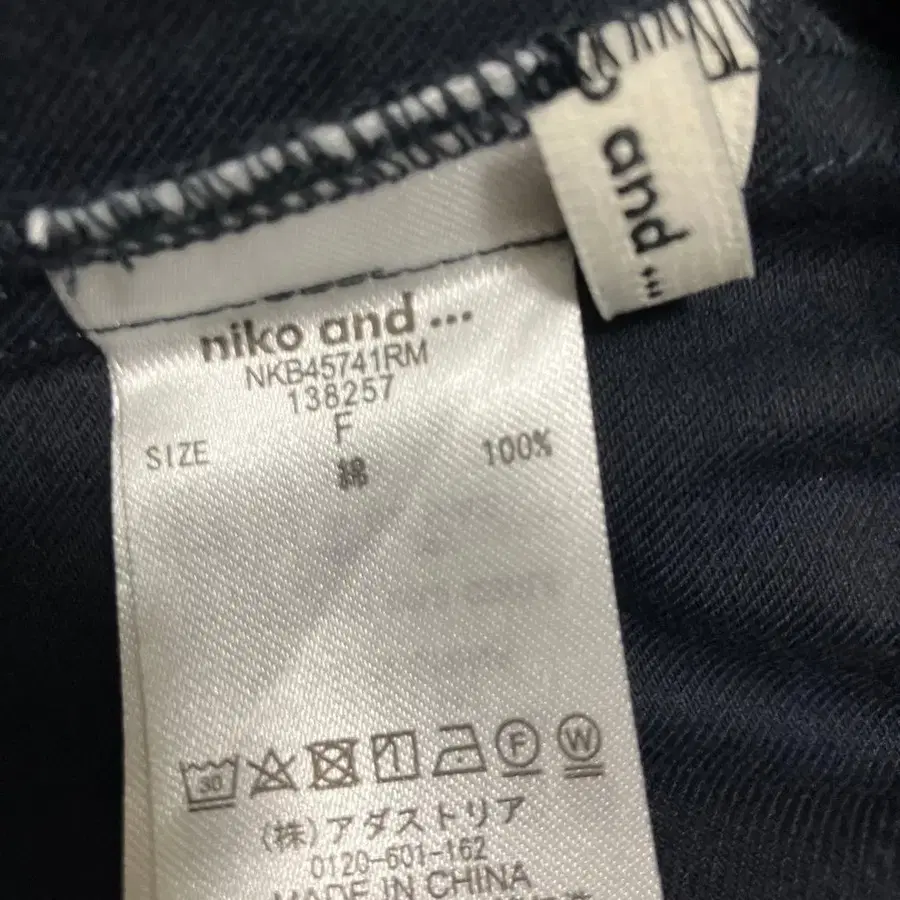 and...
niko and ...
NKB45741RM
138257
SIZE F
綿 100%
30 F W
(株)アダストリア
0120-601-162
MADE IN CHINA